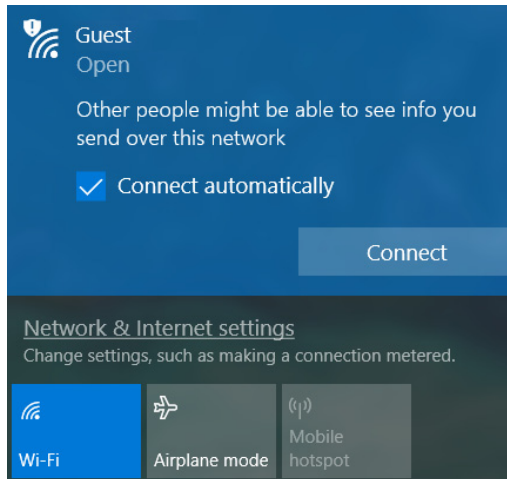 Guest
Open
Other people might be able to see info you
send over this network
Connect automatically
Connect
Network & Internet settings
Change settings, such as making a connection metered.
Wi-Fi
Airplane mode
Mobile
hotspot